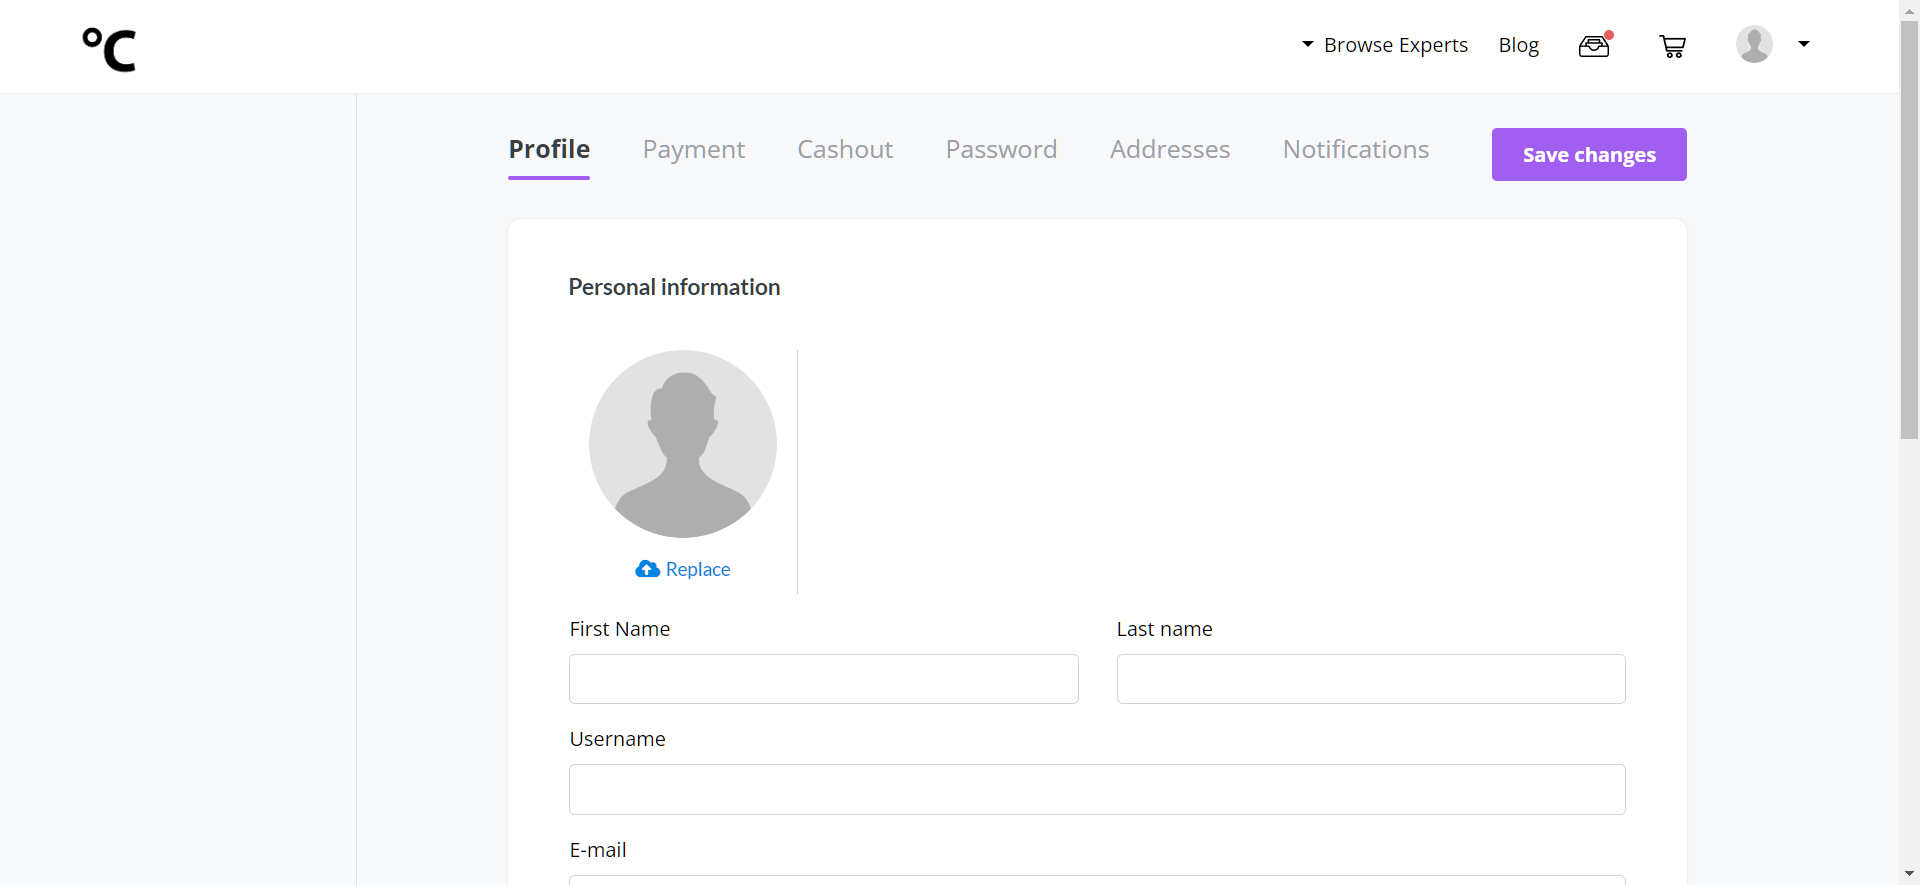 °C
Browse Experts
Blog
Profile
Payment
Cashout
Password
Addresses
Notifications
Save changes
Personal information
Replace
First Name
Last name
Username
E-mail